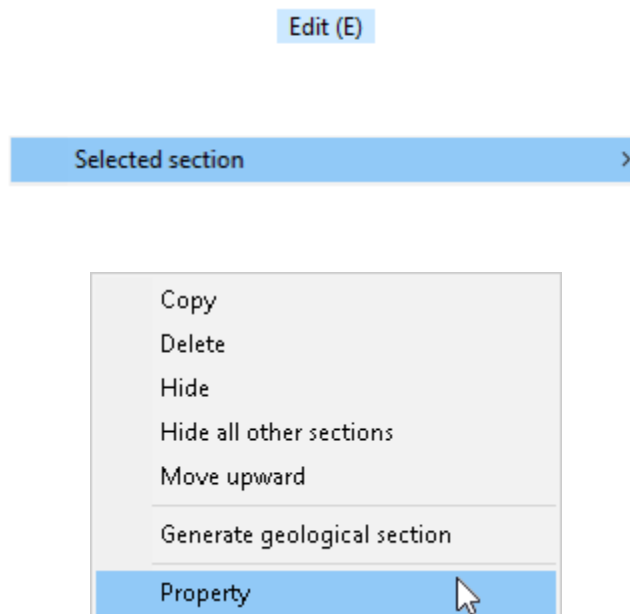 Edit (E)
Selected section
Copy
Delete
Hide
Hide all other sections
Move upward
Generate geological section
Property